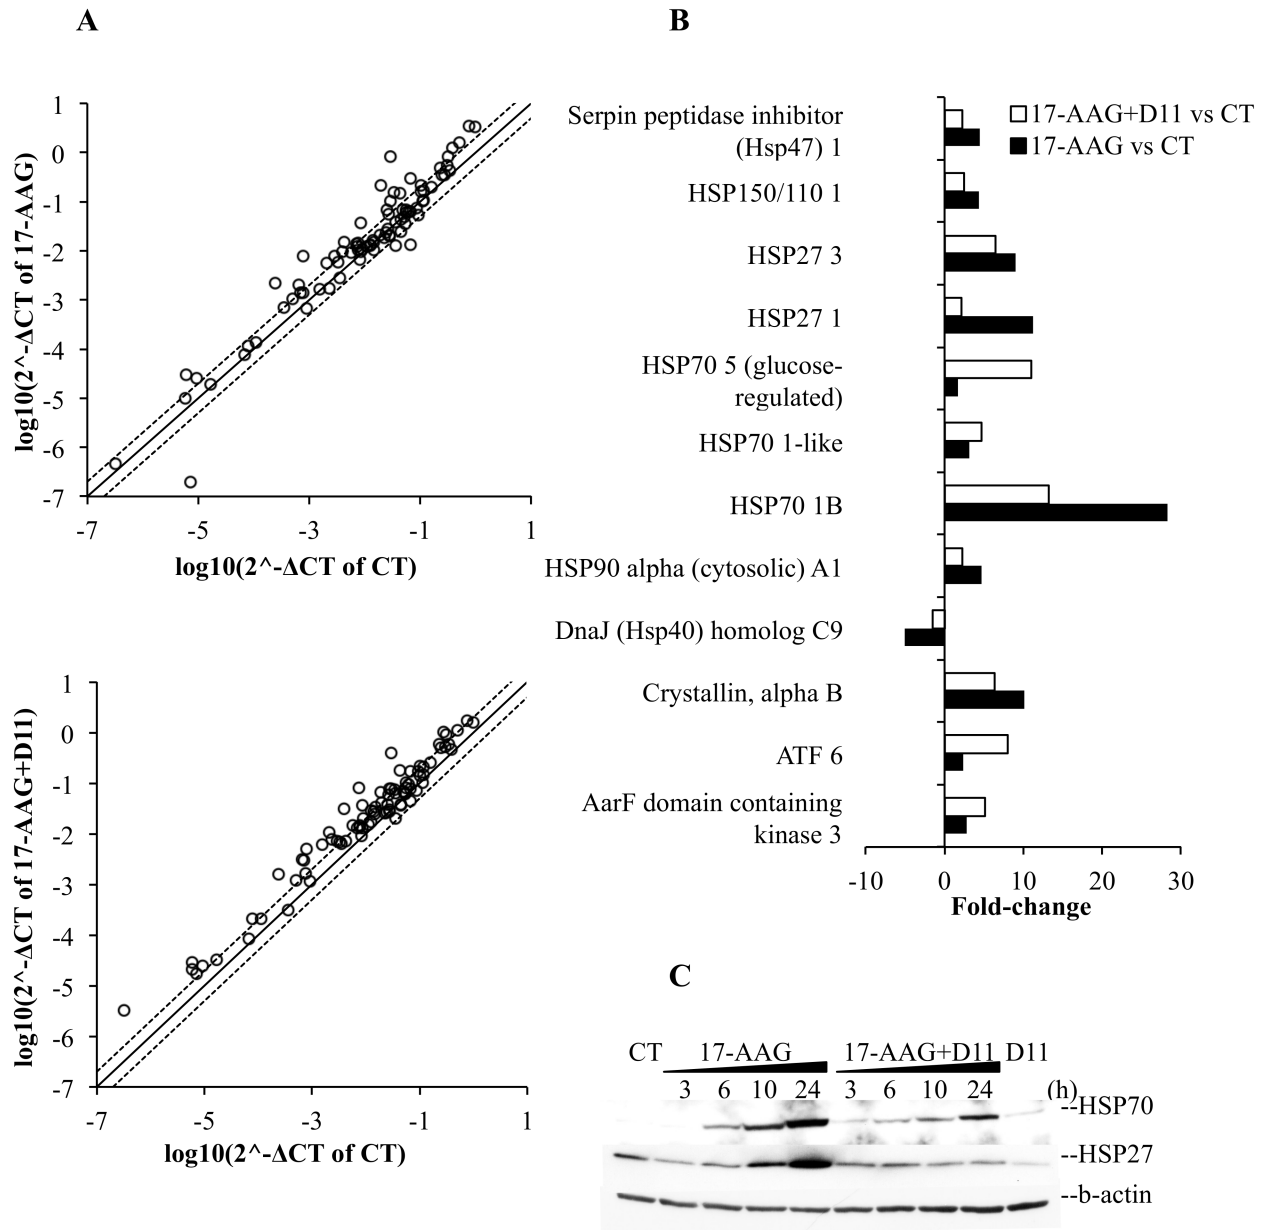 A
1
0
-1
-2
-3
-4
-5
-6
-7
-7 -5 -3 -1 1
log10(2^-ΔCT of 17-AAG)
log10(2^-ΔCT of CT)
1
0
-1
-2
-3
-4
-5
-6
-7
-7 -5 -3 -1 1
log10(2^-ΔCT of 17-AAG+D11)
log10(2^-ΔCT of CT)
B
17-AAG+D11 vs CT
17-AAG vs CT
Serpin peptidase inhibitor
(Hsp47) 1
HSP150/110 1
HSP27 3
HSP27 1
HSP70 5 (glucose-
regulated)
HSP70 1-like
HSP70 1B
HSP90 alpha (cytosolic) A1
DnaJ (Hsp40) homolog C9
Crystallin, alpha B
ATF 6
AarF domain containing
kinase 3
-10 0 10 20 30
Fold-change
C
CT 17-AAG 17-AAG+D11 D11
3 6 10 24 3 6 10 24 (h)
--HSP70
--HSP27
--b-actin